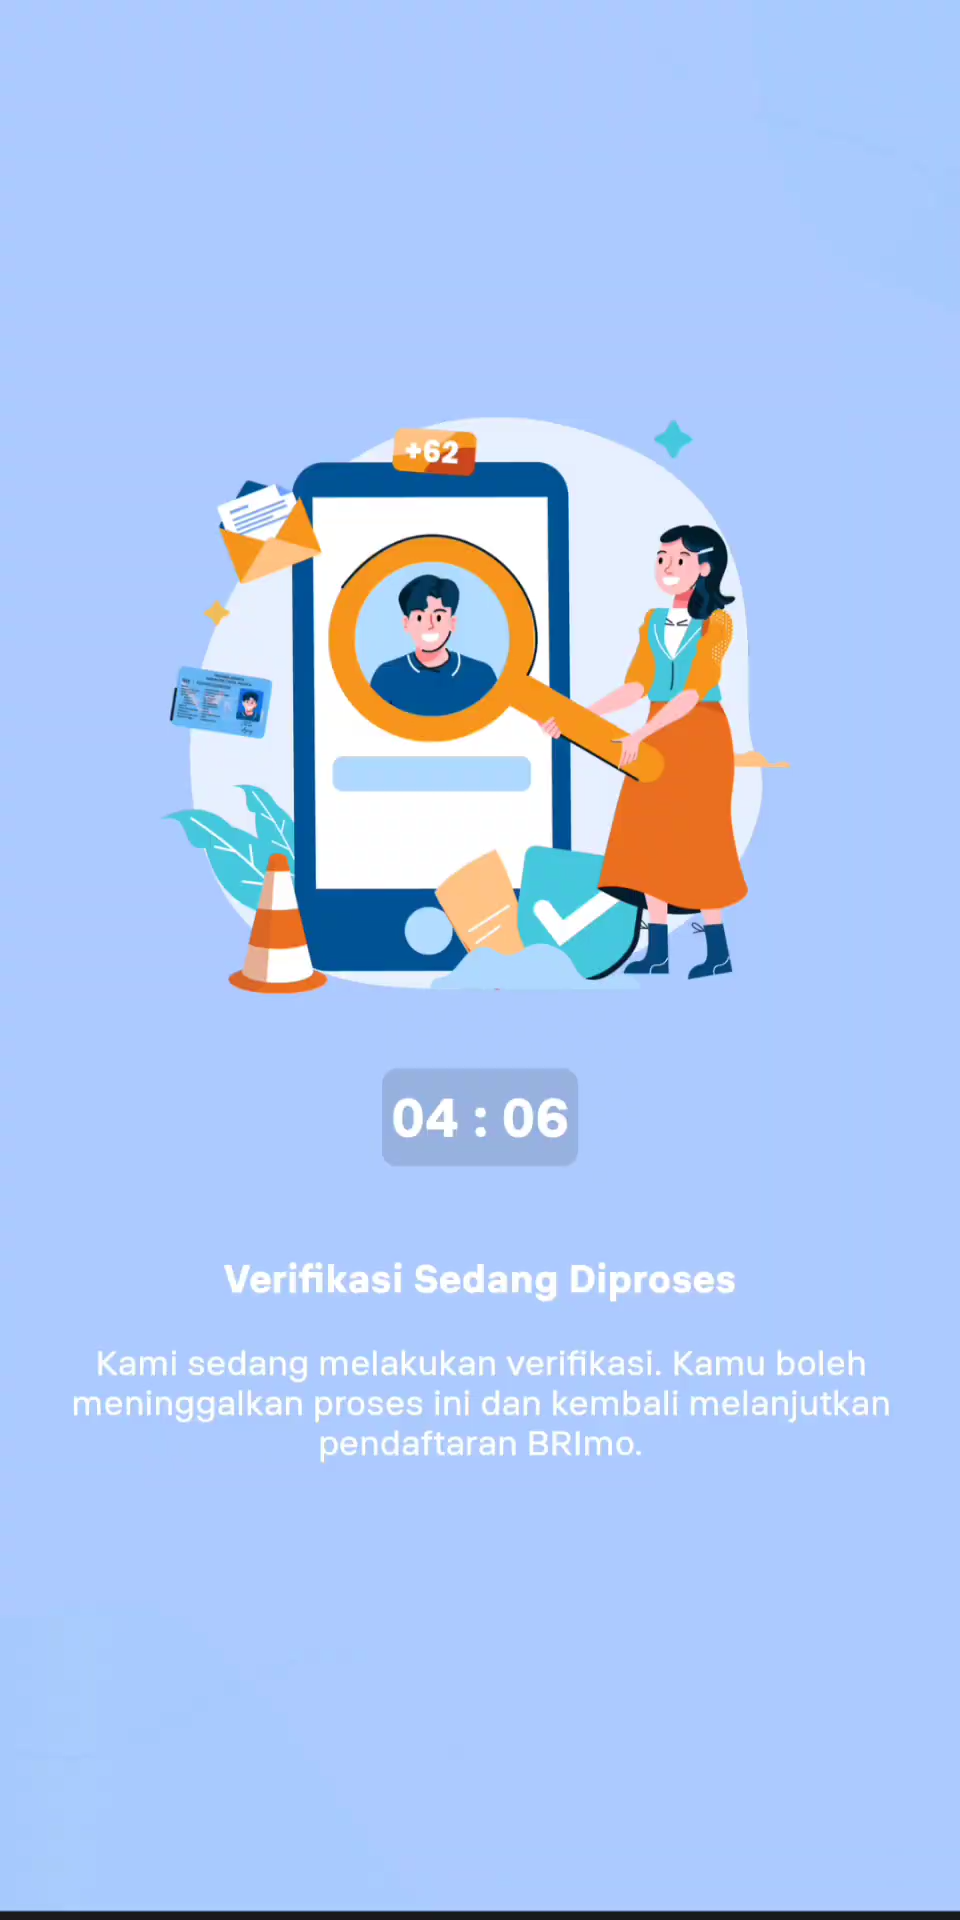 +62
04 : 06
Verifikasi Sedang Diproses
Kami sedang melakukan verifikasi. Kamu boleh
meninggalkan proses ini dan kembali melanjutkan
pendaftaran BRImo.